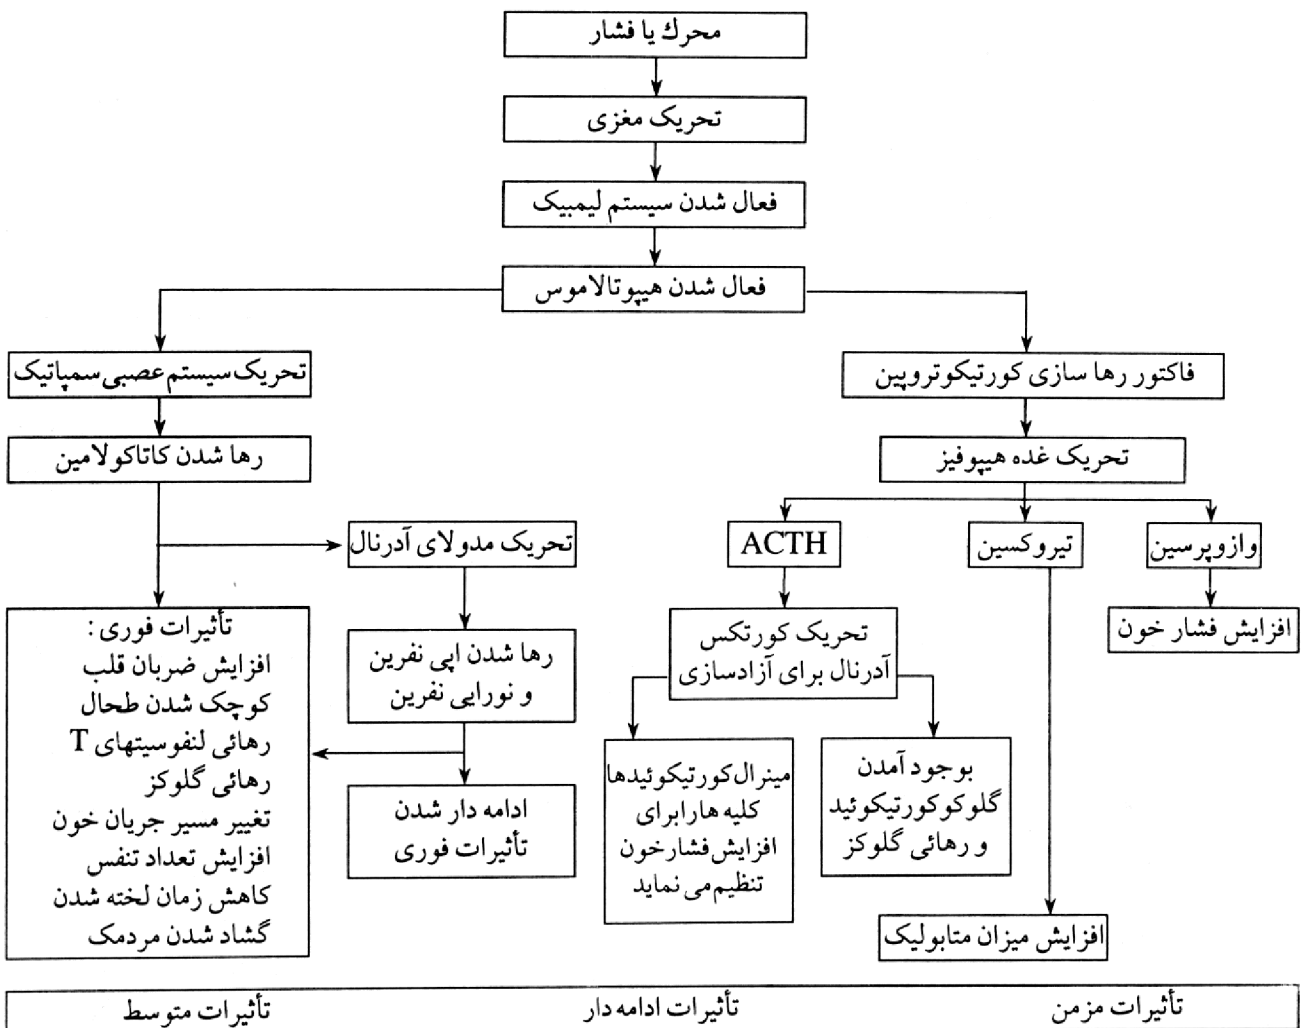 محرك یا فشار
تحریک مغزی
فعال شدن سیستم لیمبیک
فعال شدن هیپوتالاموس
فاکتور رها سازی کورتیکوتروپین
تحریک سیستم عصبی سمپاتیک
تحریک غده هیپوفیز
رها شدن کاتاکولامین
وازوپرسین
تیروکسین
ACTH
تحریک مدولای آدرنال
افزایش فشار خون
تحریک کورتکس
آدرنال برای آزادسازی
رها شدن اپی نفرین
و نورایی نفرین
تأثیرات فوری :
افزایش ضربان قلب
کوچک شدن طحال
رهائی لنفوسیتهای T
رهائی گلوکز
تغییر مسیر جریان خون
افزایش تعداد تنفس
کاهش زمان لخته شدن
گشاد شدن مردمک
بوجود آمدن
گلوکوکورتیکوئید
و رهائی گلوکز
مینرال کورتیکوئیدها
کلیه هارابرای
افزایش فشارخون
تنظیم می نماید
ادامه دار شدن
تأثیرات فوری
افزایش میزان متابولیک
تأثیرات مزمن
تأثیرات ادامه دار
تأثیرات متوسط